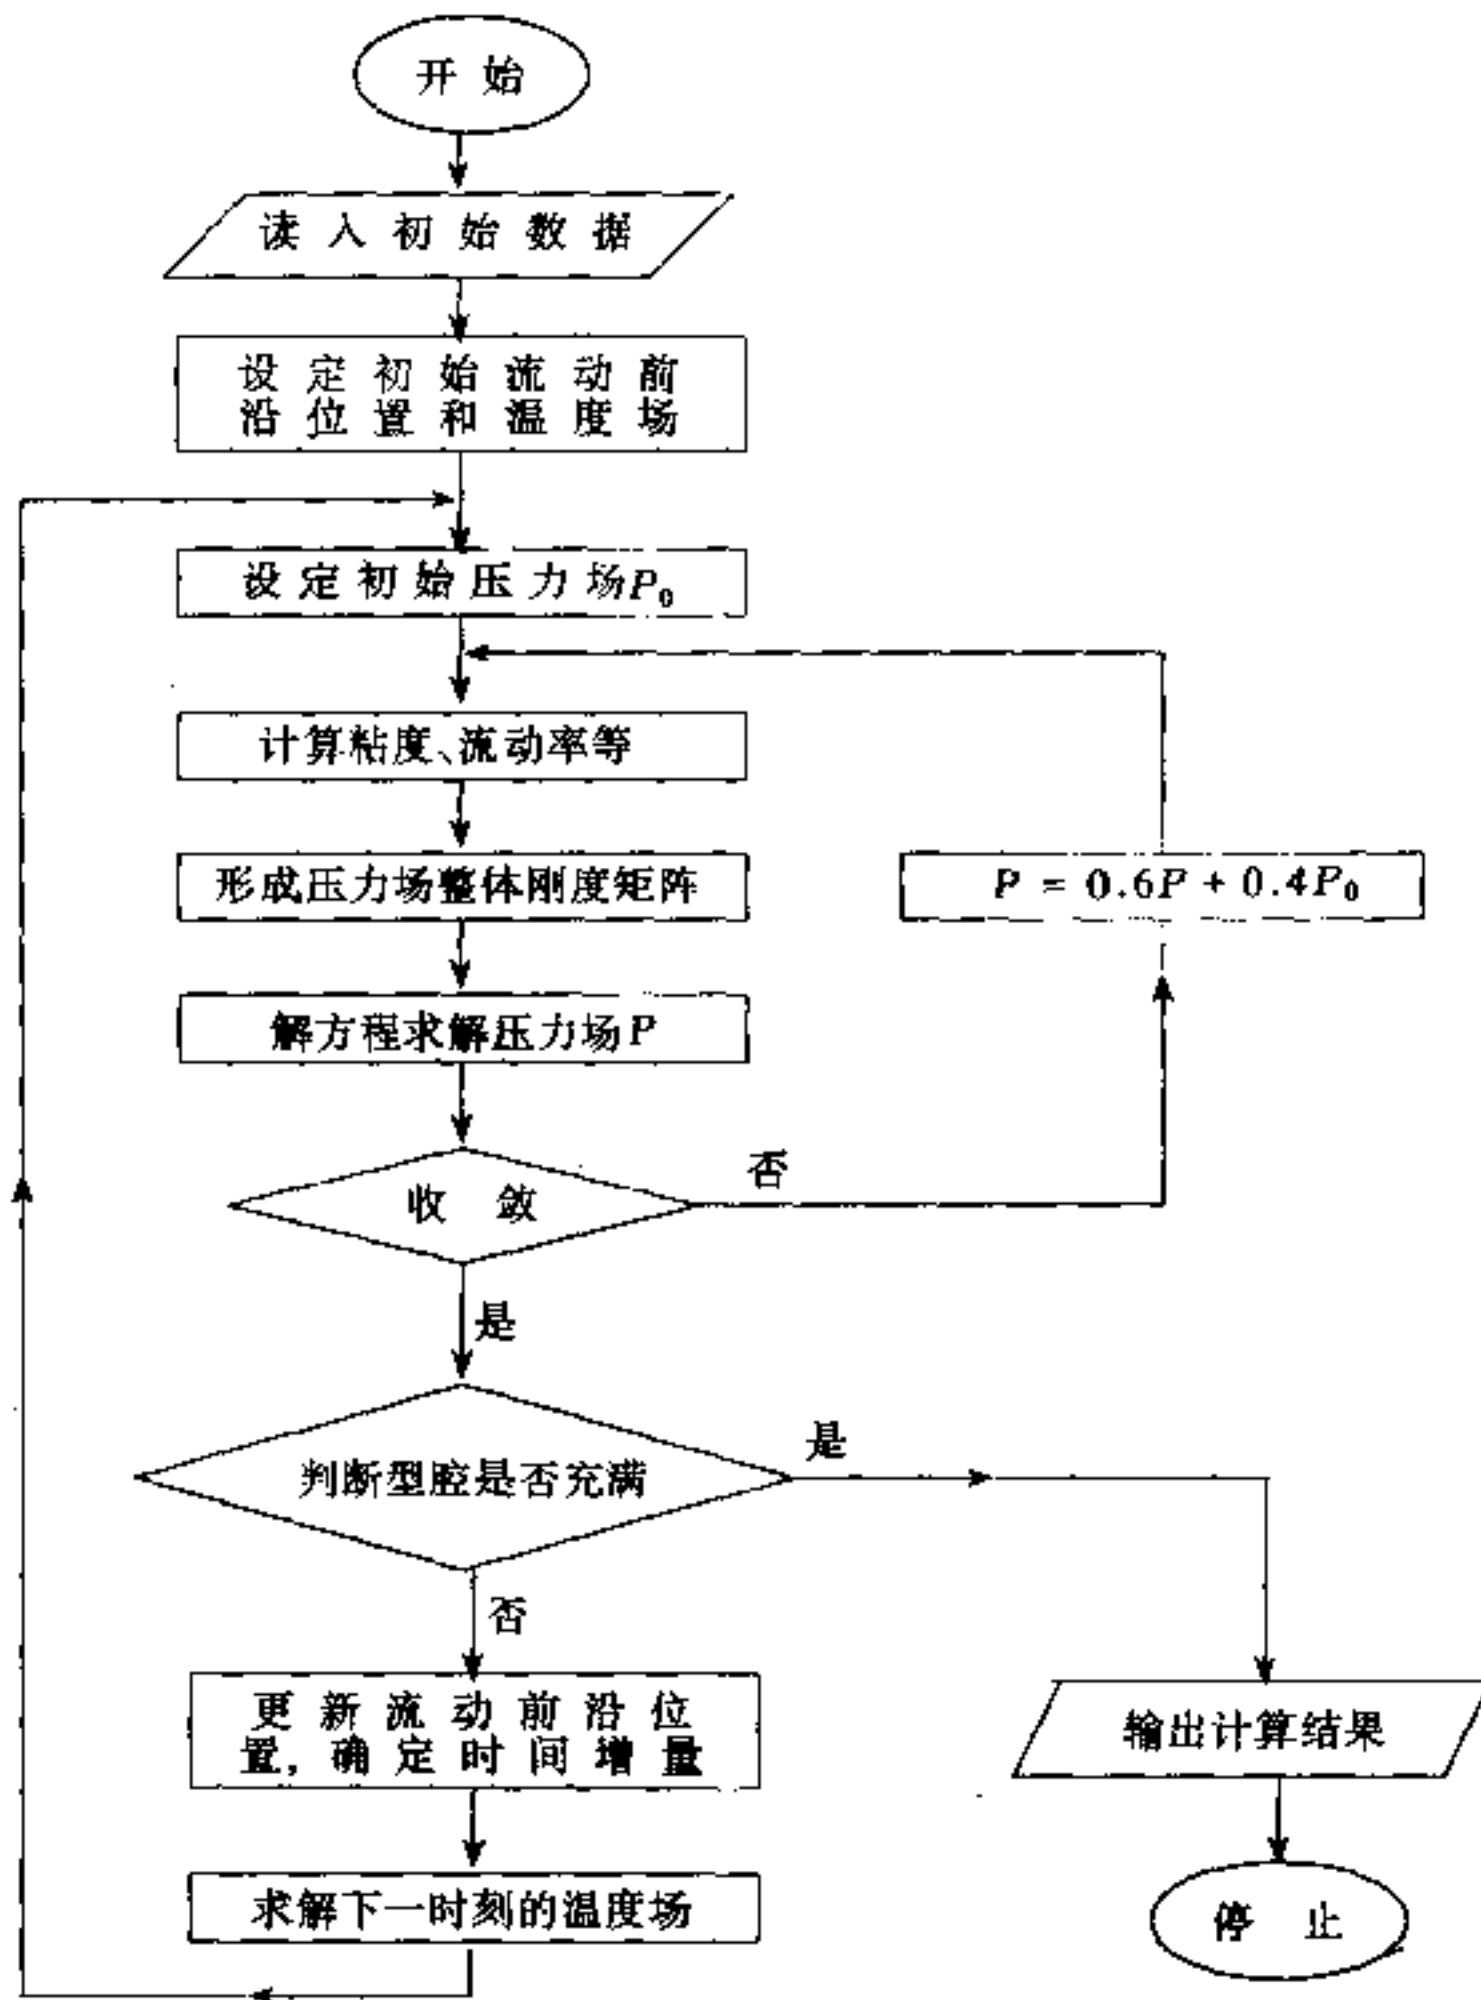 开始
读入初始数据
设定初始流动前
沿位置和温度场
设定初始压力场P₀
计算粘度、流动率等
形成压力场整体刚度矩阵
P = 0.6P + 0.4P₀
解方程求解压力场P
收敛
否
是
判断型腔是否充满
是
否
更新流动前沿位
置,确定时间增量
输出计算结果
求解下一时刻的温度场
停止